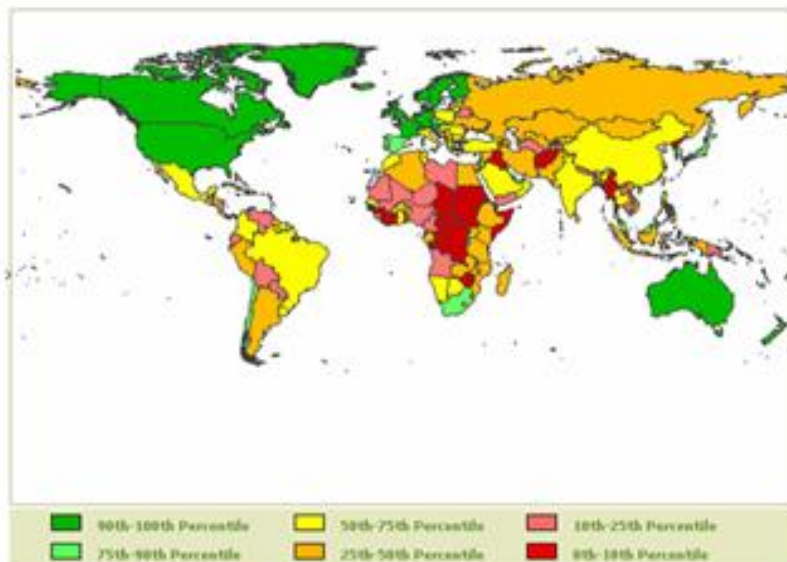 90th-100th Percentile
50th-75th Percentile
10th-25th Percentile
75th-90th Percentile
25th-50th Percentile
0th-10th Percentile